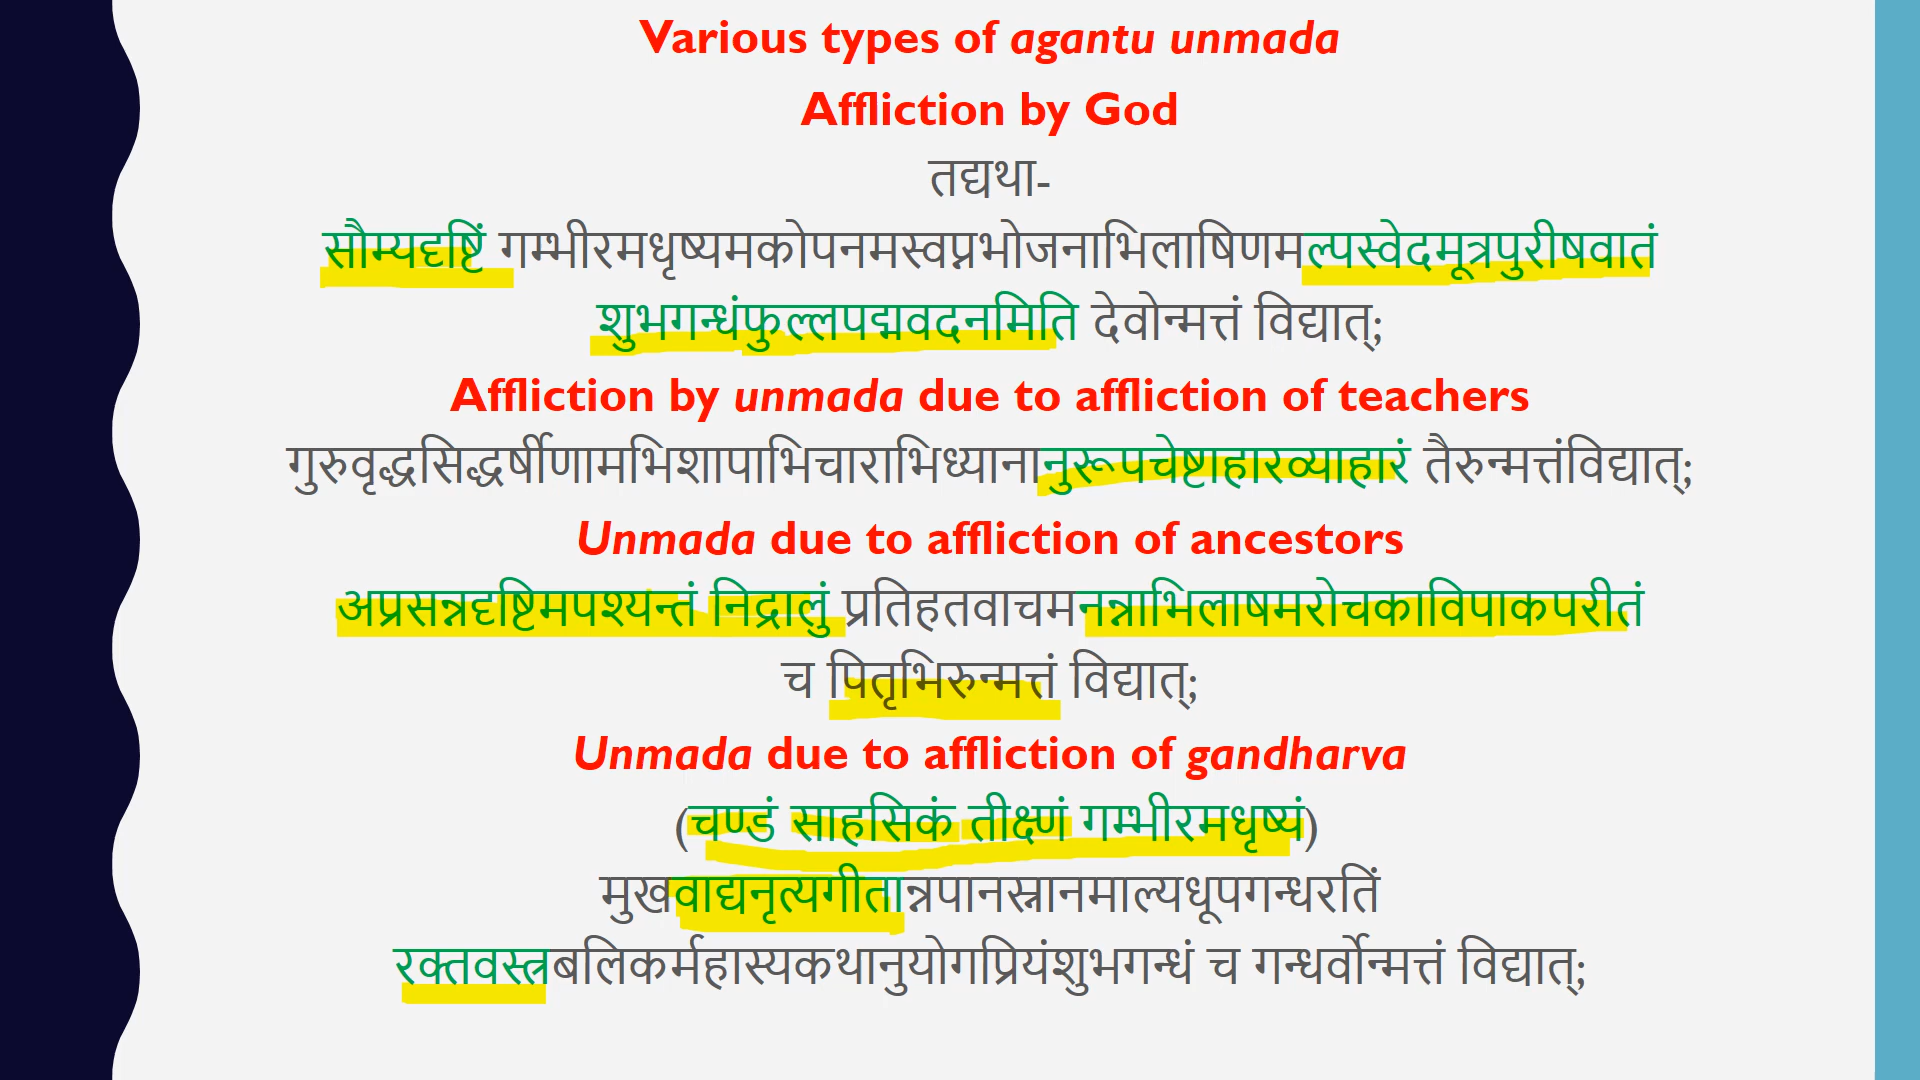 Various types of agantu unmada
Affliction by God
तद्यथा-
सौम्यदृष्टिं गम्भीरमधृष्यमकोपनमस्वप्नभोजनाभिलाषिणमल्पस्वेदमूत्रपुरीषवातं
शुभगन्धंफुल्लपद्मवदनमिति देवोन्मत्तं विद्यात्;
Affliction by unmada due to affliction of teachers
गुरुवृद्धसिद्धर्षीणामभिशापाभिचाराभिध्यानानुरूपचेष्टाहारव्याहारं तैरुन्मत्तंविद्यात्;
Unmada due to affliction of ancestors
अप्रसन्नदृष्टिमपश्यन्तं निद्रालुं प्रतिहतवाचमनन्नाभिलाषमरोचकाविपाकपरीतं
च पितृभिरुन्मत्तं विद्यात्;
Unmada due to affliction of gandharva
(चण्डं साहसिकं तीक्ष्णं गम्भीरमधृष्यं)
मुखवाद्यनृत्यगीतान्नपानस्नानमाल्यधूपगन्धरतिं
रक्तवस्त्रबलिकर्महास्यकथानुयोगप्रियंशुभगन्धं च गन्धर्वोन्मत्तं विद्यात्;